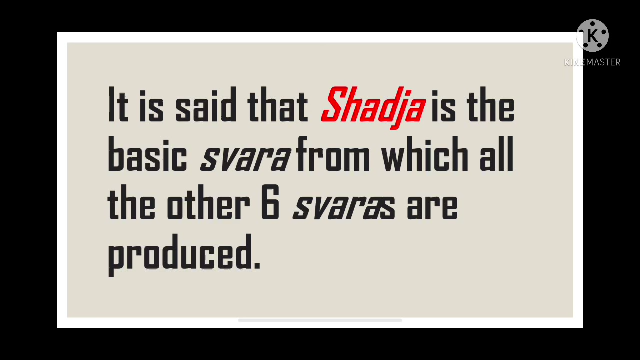 It is said that Shadja is the
basic svara from which all
the other 6 svaras are
produced.
K
KINEMASTER